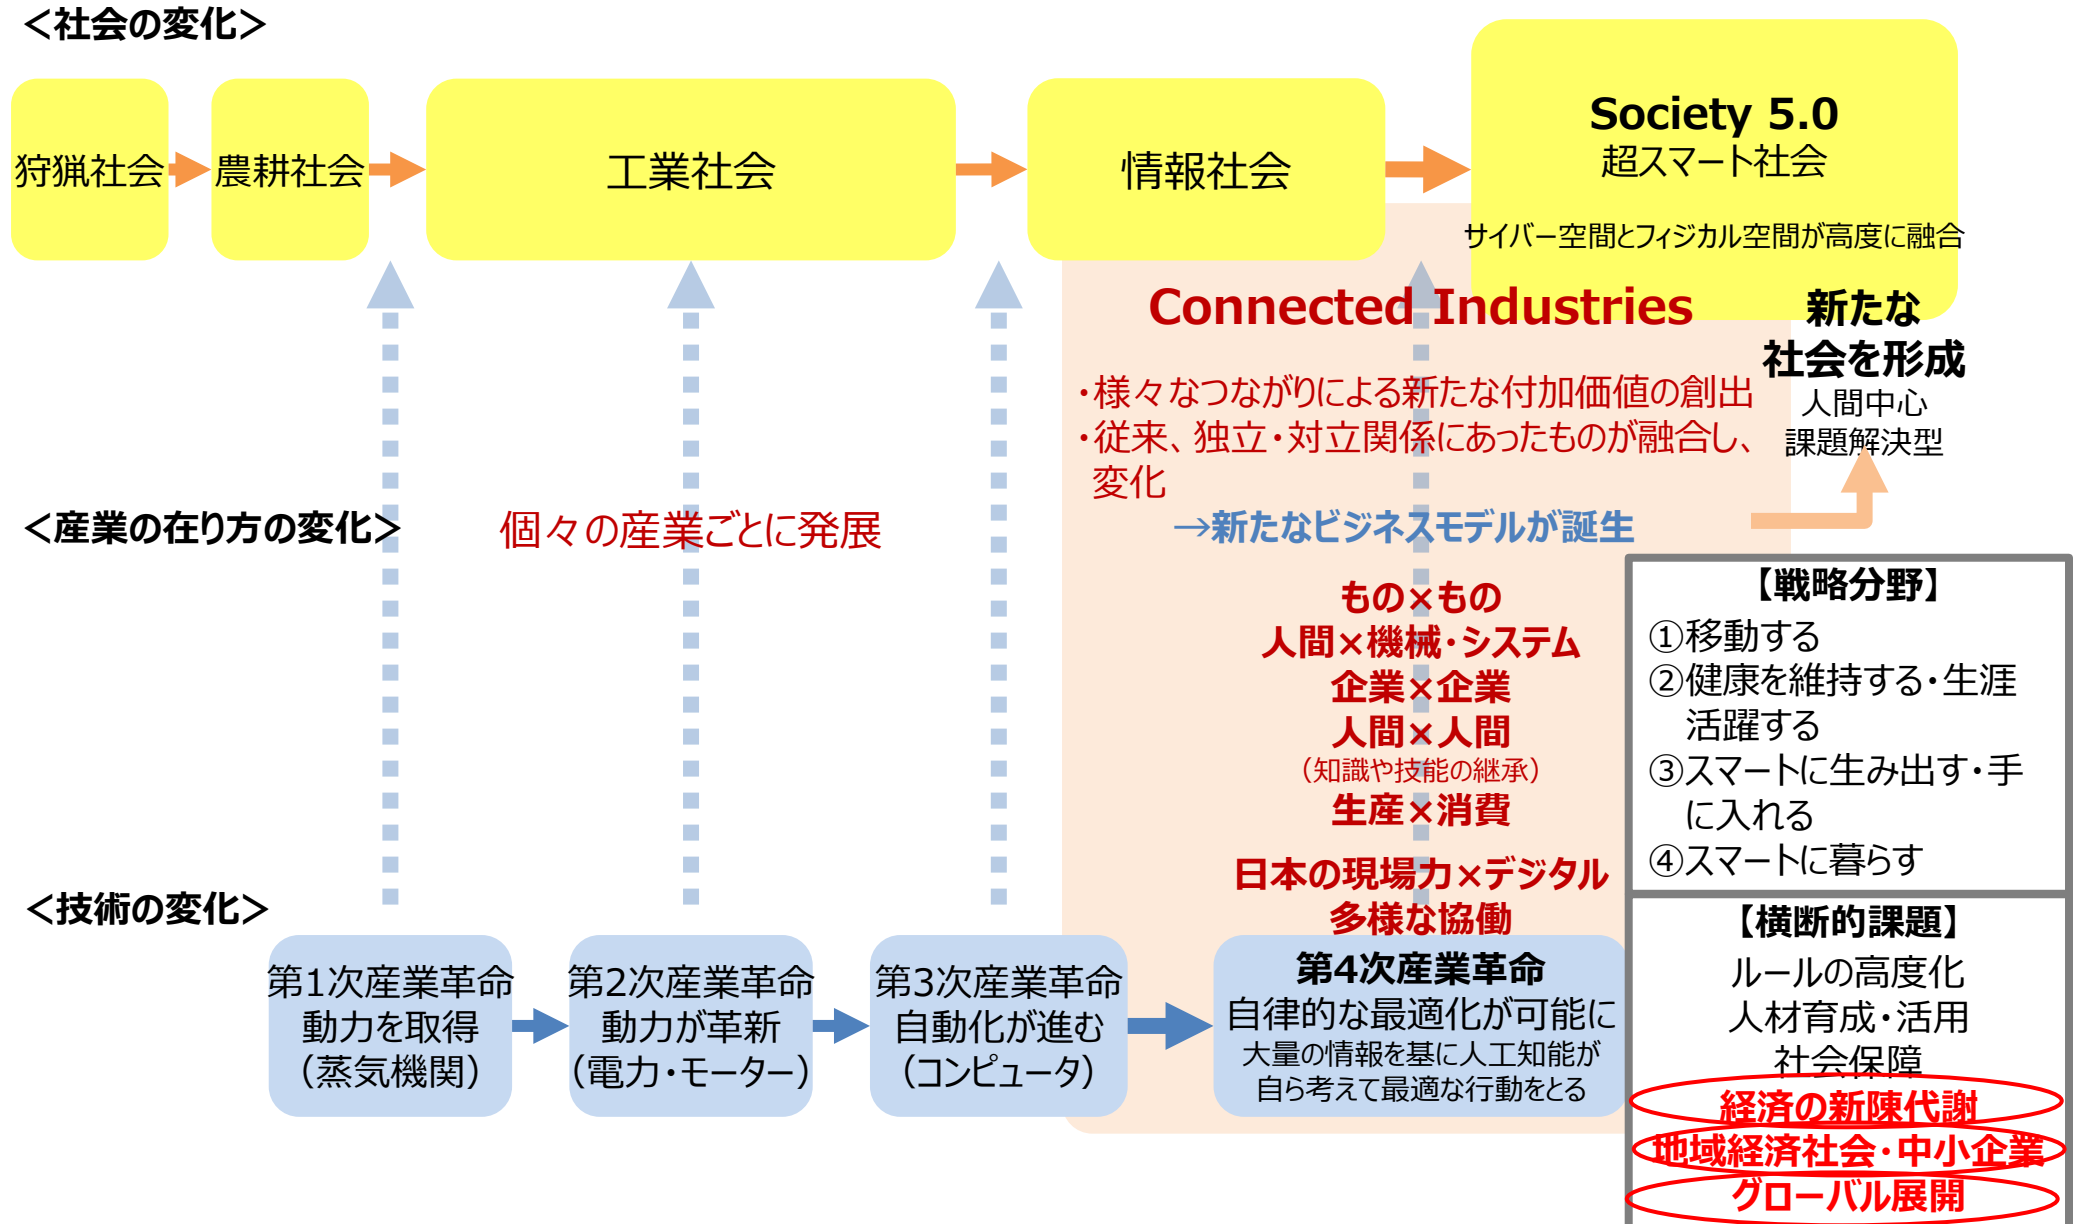 ＜社会の変化＞
狩猟社会
農耕社会
工業社会
情報社会
Society 5.0
超スマート社会
サイバー空間とフィジカル空間が高度に融合
Connected Industries
・様々なつながりによる新たな付加価値の創出
・従来、独立・対立関係にあったものが融合し、
変化
→新たなビジネスモデルが誕生
新たな
社会を形成
人間中心
課題解決型
＜産業の在り方の変化＞
個々の産業ごとに発展
もの×もの
人間×機械・システム
企業×企業
人間×人間
（知識や技能の継承）
生産×消費
日本の現場力×デジタル
多様な協働
【戦略分野】
①移動する
②健康を維持する・生涯
活躍する
③スマートに生み出す・手
に入れる
④スマートに暮らす
【横断的課題】
ルールの高度化
人材育成・活用
社会保障
経済の新陳代謝
地域経済社会・中小企業
グローバル展開
＜技術の変化＞
第1次産業革命
動力を取得
（蒸気機関）
第2次産業革命
動力が革新
（電力・モーター）
第3次産業革命
自動化が進む
（コンピュータ）
第4次産業革命
自律的な最適化が可能に
大量の情報を基に人工知能が
自ら考えて最適な行動をとる